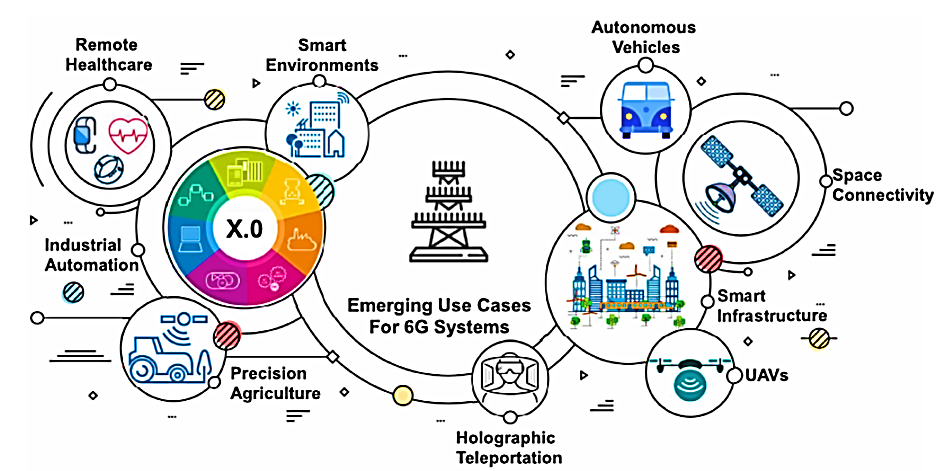 Remote
Healthcare
Smart
Environments
Autonomous
Vehicles
Space
Connectivity
X.0
Industrial
Automation
Emerging Use Cases
For 6G Systems
Smart
Infrastructure
Precision
Agriculture
UAVs
Holographic
Teleportation